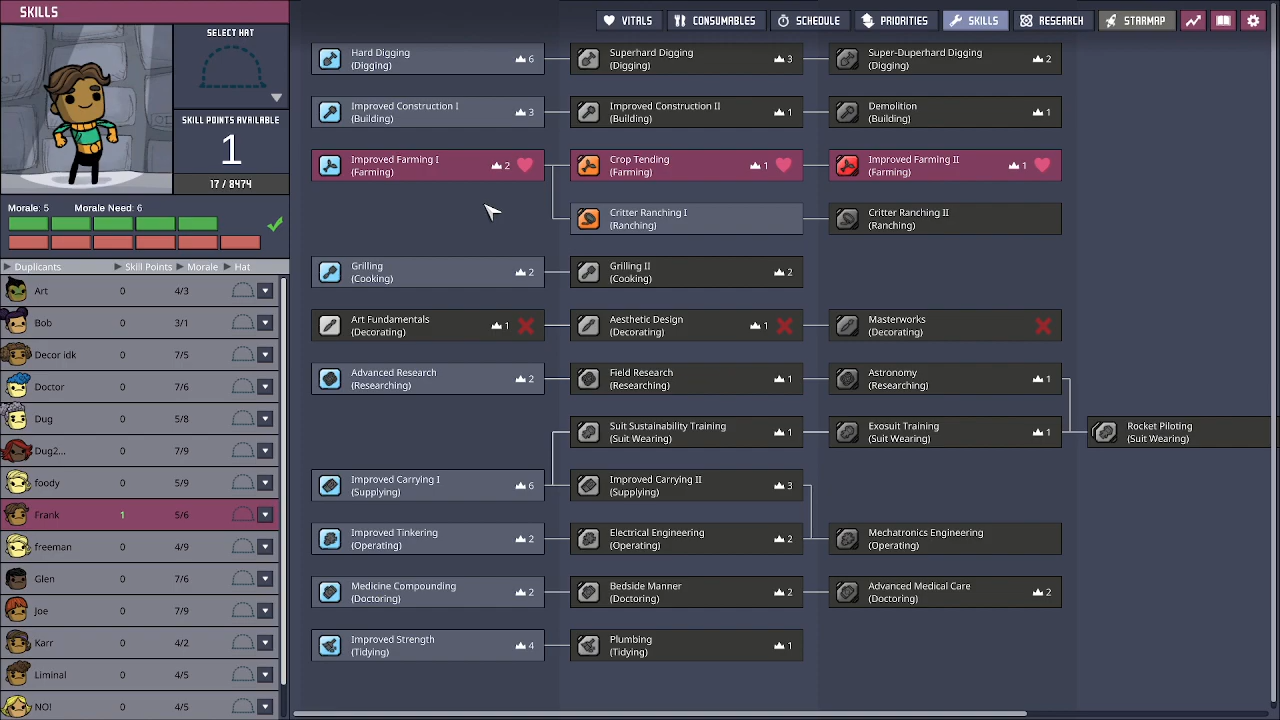 SKILLS
VITALS
CONSUMABLES
SCHEDULE
PRIORITIES
SKILLS
RESEARCH
STARMAP
SELECT HAT
SKILL POINTS AVAILABLE
1
17 / 8474
Morale: 5
Morale Need: 6
Duplicants
Skill Points
Morale
Hat
Art 0 4/3
Bob 0 3/1
Decor idk 0 7/5
Doctor 0 7/6
Dug 0 5/8
Dug2... 0 7/9
foody 0 5/9
Frank 1 5/6
freeman 0 4/9
Glen 0 7/6
Joe 0 7/9
Karr 0 4/2
Liminal 0 4/5
NO! 0 4/5
Hard Digging
(Digging)
6
Superhard Digging
(Digging)
3
Super-Duperhard Digging
(Digging)
2
Improved Construction I
(Building)
3
Improved Construction II
(Building)
1
Demolition
(Building)
1
Improved Farming I
(Farming)
2
Crop Tending
(Farming)
1
Improved Farming II
(Farming)
1
Critter Ranching I
(Ranching)
Critter Ranching II
(Ranching)
Grilling
(Cooking)
2
Grilling II
(Cooking)
2
Art Fundamentals
(Decorating)
1
Aesthetic Design
(Decorating)
1
Masterworks
(Decorating)
Advanced Research
(Researching)
2
Field Research
(Researching)
1
Astronomy
(Researching)
1
Suit Sustainability Training
(Suit Wearing)
1
Exosuit Training
(Suit Wearing)
1
Rocket Piloting
(Suit Wearing)
Improved Carrying I
(Supplying)
6
Improved Carrying II
(Supplying)
3
Improved Tinkering
(Operating)
2
Electrical Engineering
(Operating)
2
Mechatronics Engineering
(Operating)
Medicine Compounding
(Doctoring)
2
Bedside Manner
(Doctoring)
2
Advanced Medical Care
(Doctoring)
2
Improved Strength
(Tidying)
4
Plumbing
(Tidying)
1